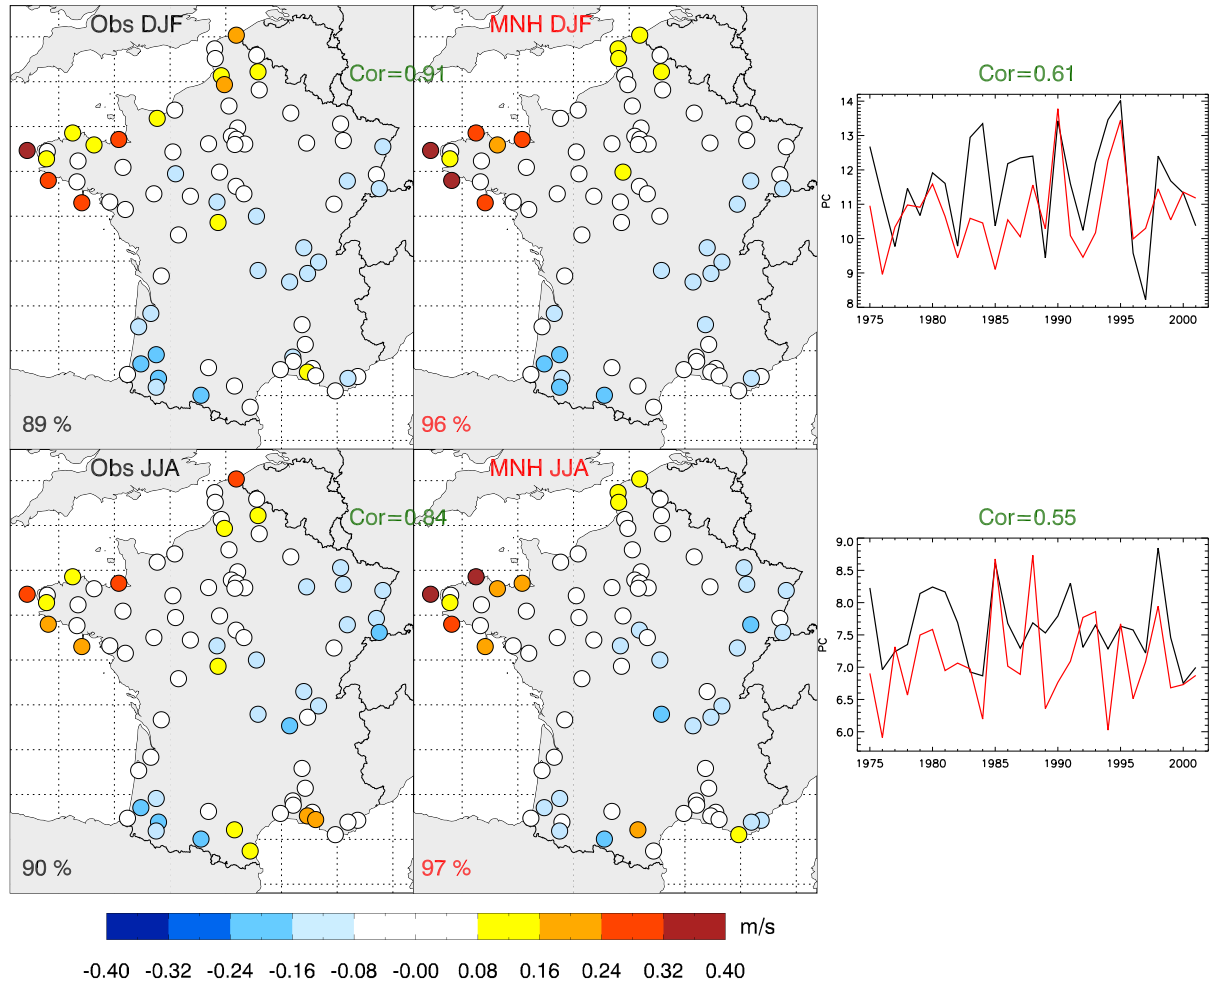 Obs DJF
MNH DJF
Cor=0.91
Cor=0.61
89 %
96 %
14
13
12
11
10
9
8
PC
1975
1980
1985
1990
1995
2000
Obs JJA
MNH JJA
Cor=0.84
Cor=0.55
90 %
97 %
9.0
8.5
8.0
7.5
7.0
6.5
6.0
PC
1975
1980
1985
1990
1995
2000
m/s
-0.40 -0.32 -0.24 -0.16 -0.08 -0.00 0.08 0.16 0.24 0.32 0.40